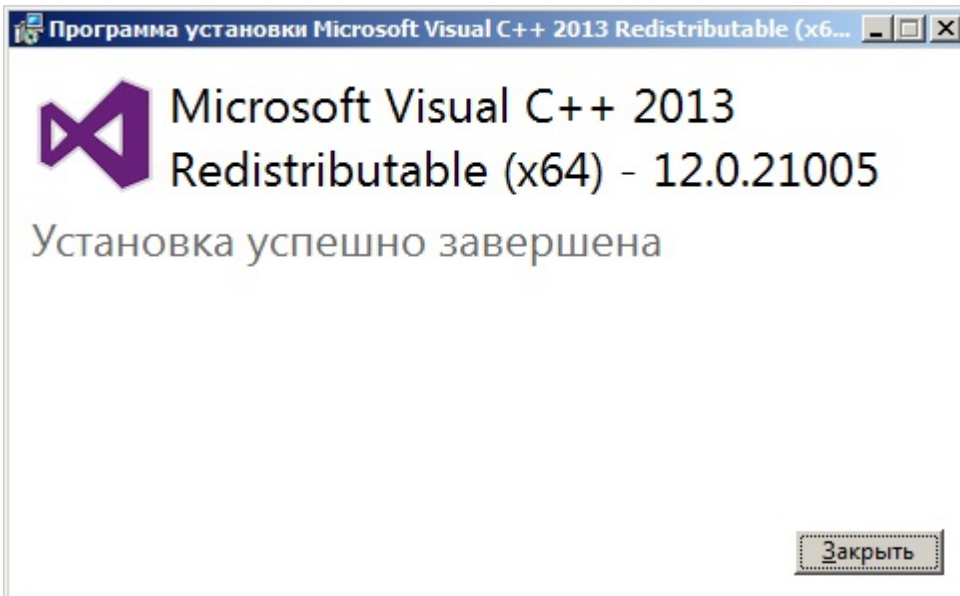 Программа установки Microsoft Visual C++ 2013 Redistributable (x6...
Microsoft Visual C++ 2013
Redistributable (x64) - 12.0.21005
Установка успешно завершена
Закрыть